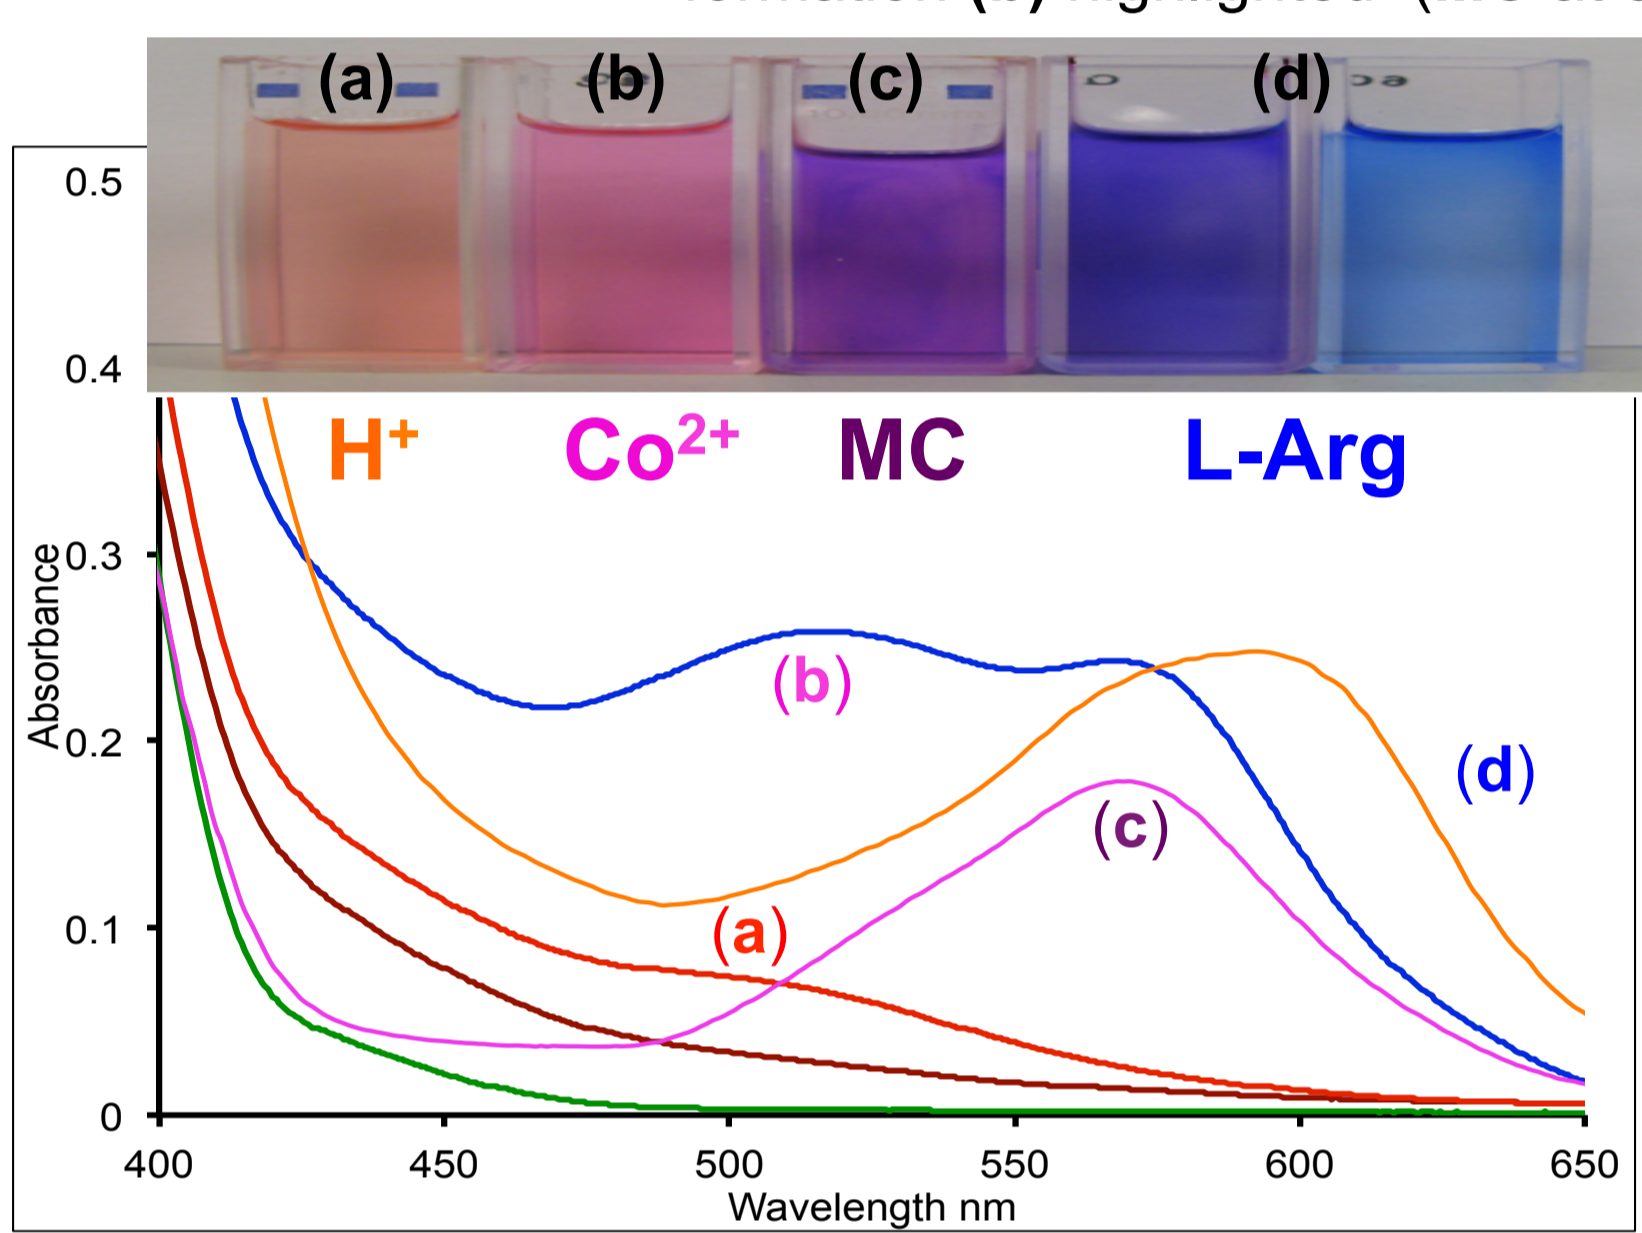 (b) highlighted
(a) (b) (c) (d)
H⁺ Co²⁺ MC L-Arg
0.5
0.4
0.3
0.2
0.1
0
Absorbance
(b)
(d)
(c)
(a)
400 450 500 550 600 650
Wavelength nm